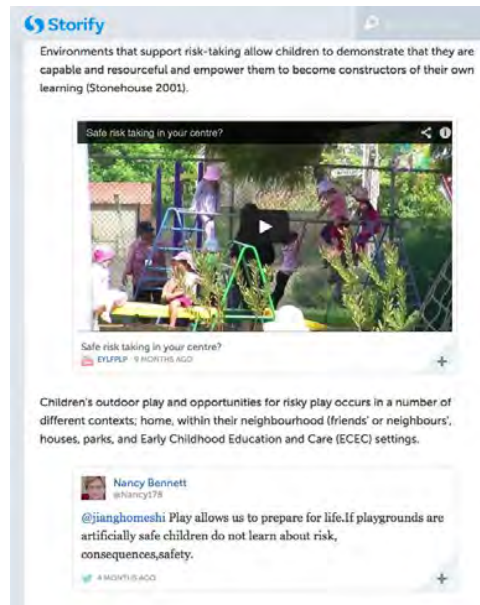 Storify
Environments that support risk-taking allow children to demonstrate that they are
capable and resourceful and empower them to become constructors of their own
learning (Stonehouse 2001).
Safe risk taking in your centre?
Safe risk taking in your centre?
EYLFPLP · 9 MONTHS AGO
Children's outdoor play and opportunities for risky play occurs in a number of
different contexts; home, within their neighbourhood (friends' or neighbours',
houses, parks, and Early Childhood Education and Care (ECEC) settings.
Nancy Bennett
@Nancy178
@jianghomeshi Play allows us to prepare for life.If playgrounds are
artificially safe children do not learn about risk,
consequences,safety.
4 MONTHS AGO